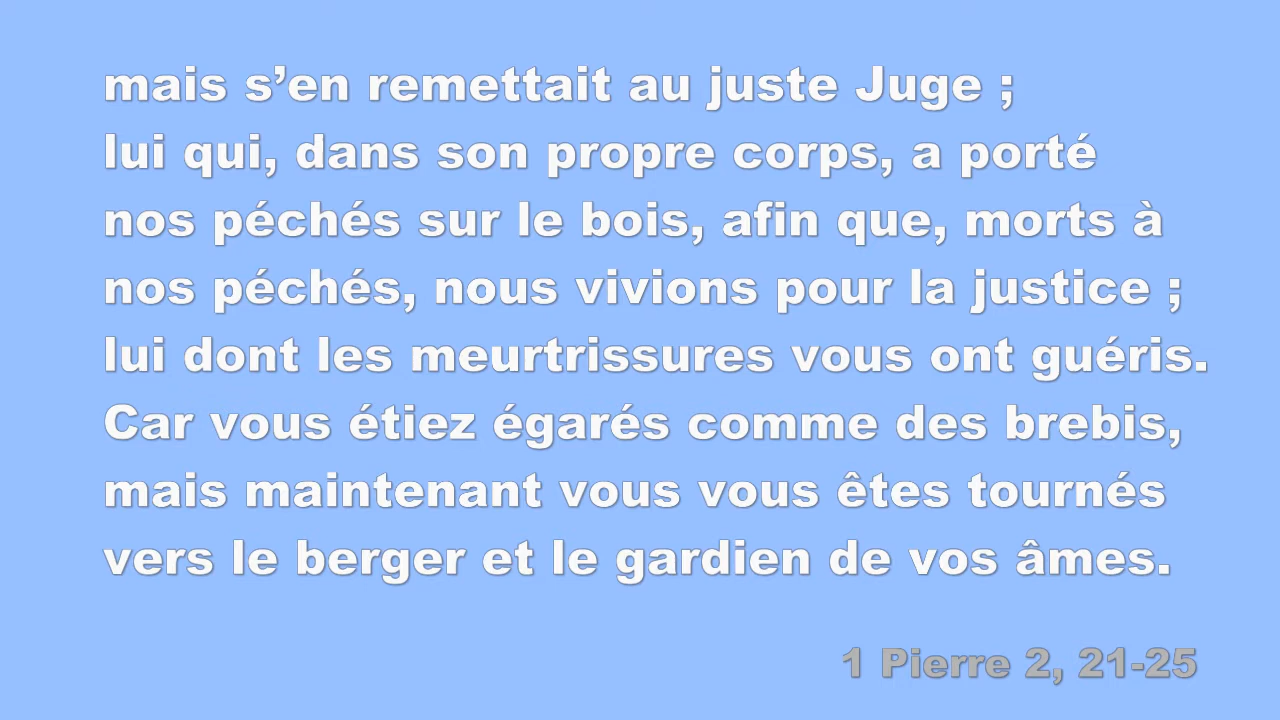 mais s’en remettait au juste Juge ;
lui qui, dans son propre corps, a porté
nos péchés sur le bois, afin que, morts à
nos péchés, nous vivions pour la justice ;
lui dont les meurtrissures vous ont guéris.
Car vous étiez égarés comme des brebis,
mais maintenant vous vous êtes tournés
vers le berger et le gardien de vos âmes.
1 Pierre 2, 21-25